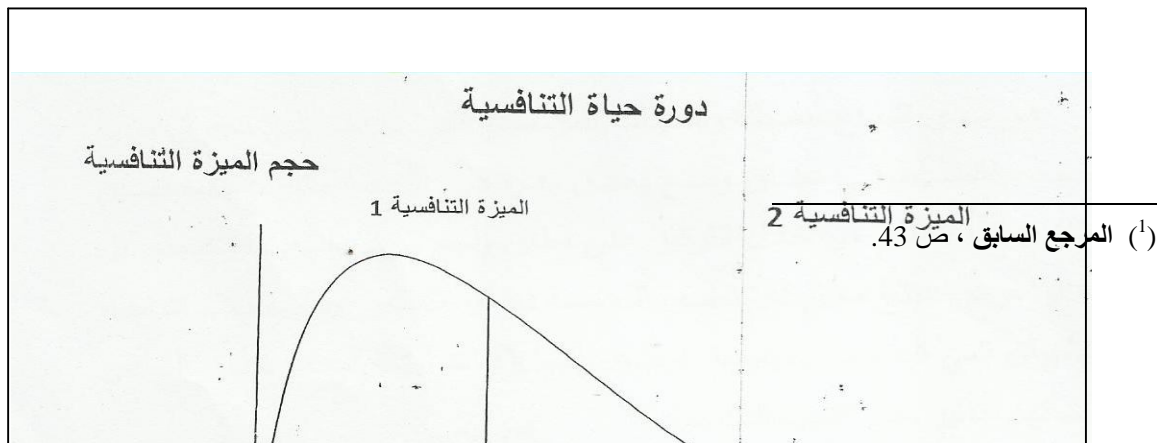 دورة حياة التنافسية
حجم الميزة التنافسية
الميزة التنافسية 1
الميزة التنافسية 2
(1) المرجع السابق ، ص 43.